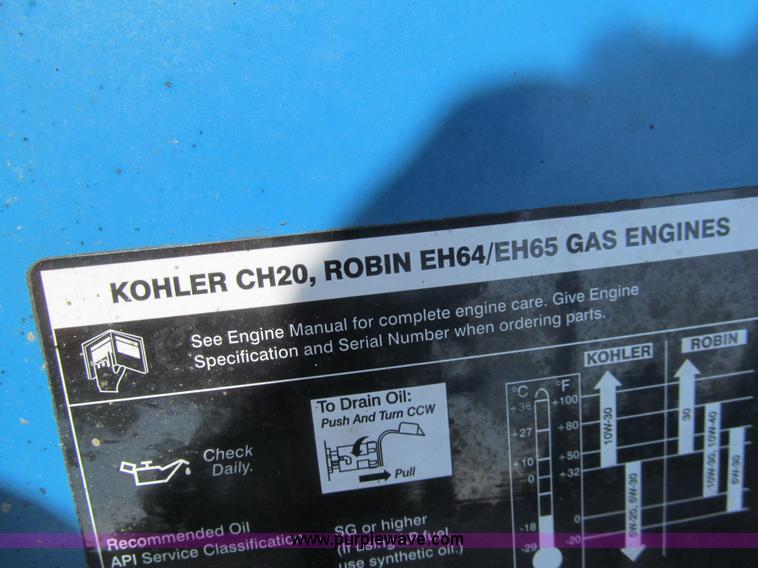 KOHLER CH20, ROBIN EH64/EH65 GAS ENGINES
See Engine Manual for complete engine care. Give Engine
Specification and Serial Number when ordering parts.
To Drain Oil:
Push And Turn CCW
Pull
Check
Daily.
Recommended Oil
API Service Classification
SG or higher
(If using
use synthetic oil.)
KOHLER
ROBIN
°C
°F
+38
+100
+27
+80
+10
+50
0
+32
-18
0
-29
-20
10W-30
5W-20, 5W-30
30
10W-30, 10W-40
5W-30
www.purplewave.com